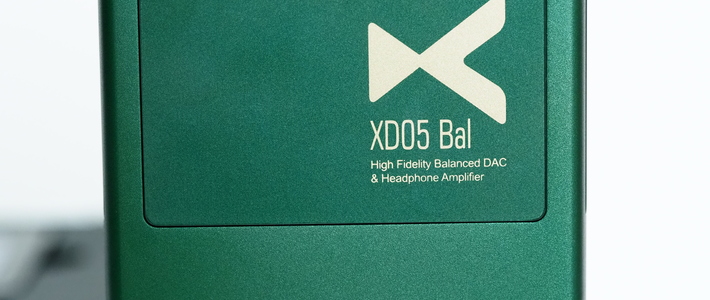 XD05 Bal
High Fidelity Balanced DAC
& Headphone Amplifier